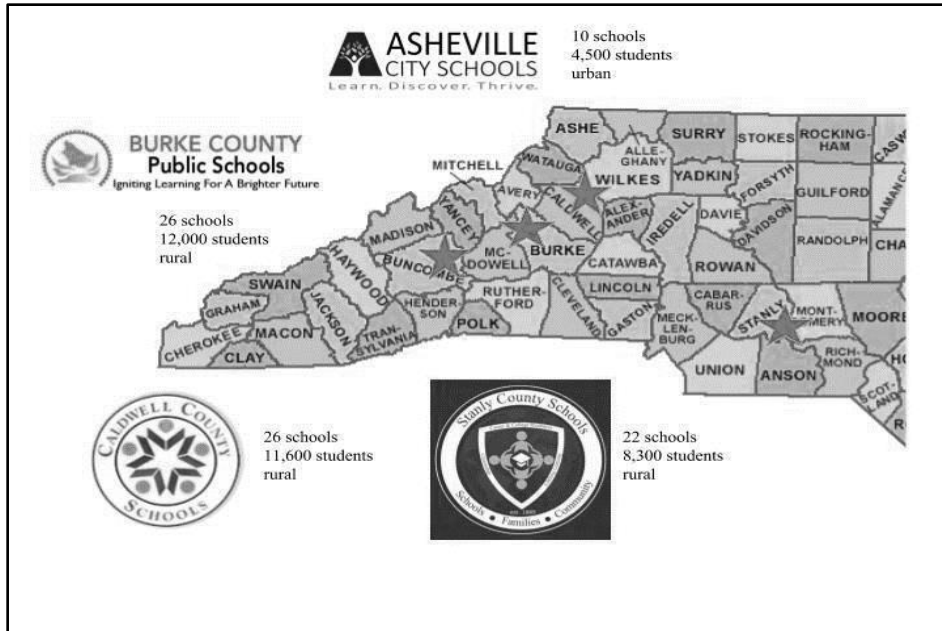 ASHEVILLE
CITY SCHOOLS
Learn. Discover. Thrive.
10 schools
4,500 students
urban
BURKE COUNTY
Public Schools
Igniting Learning For A Brighter Future
26 schools
12,000 students
rural
ASHE
ALLE-
GHANY
SURRY
STOKES
ROCKING-
HAM
CASW
MITCHELL
WATAUGA
WILKES
YADKIN
FORSYTH
GUILFORD
ALAMANCE
AVERY
CALDWELL
ALEX-
ANDER
IREDELL
DAVIE
DAVIDSON
RANDOLPH
CHA
MADISON
YANCEY
MC-
DOWELL
BURKE
CATAWBA
ROWAN
HAYWOOD
BUNCOMBE
SWAIN
GRAHAM
JACKSON
HENDER-
SON
RUTHER-
FORD
CLEVELAND
LINCOLN
GASTON
CABAR-
RUS
STANLY
MONT-
GOMERY
MOORE
CHEROKEE
MACON
CLAY
TRAN-
SYLVANIA
POLK
MECK-
LEN-
BURG
UNION
ANSON
RICH-
MOND
SCOT-
LAND
HO
R
CALDWELL COUNTY
SCHOOLS
26 schools
11,600 students
rural
Stanly County Schools
Schools • Families • Community
22 schools
8,300 students
rural